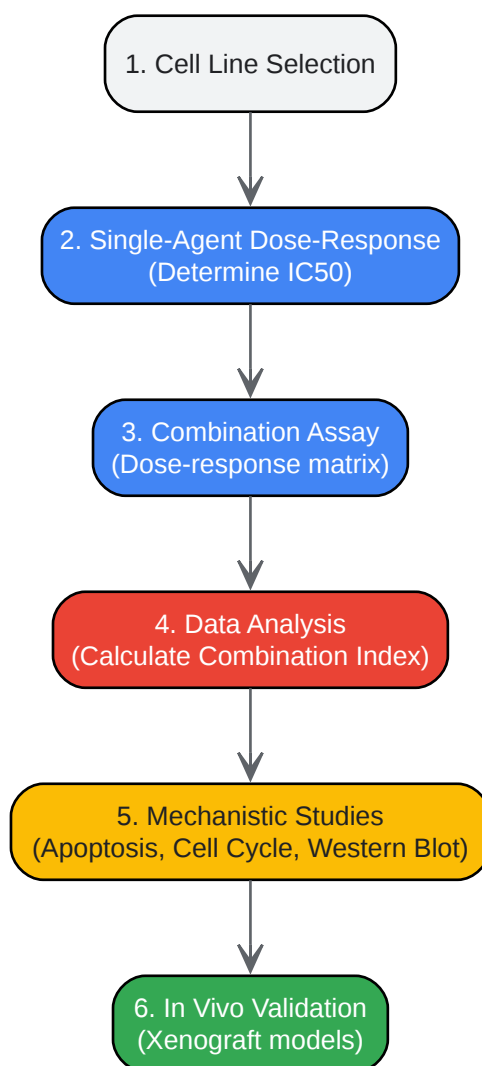 1. Cell Line Selection
2. Single-Agent Dose-Response
(Determine IC50)
3. Combination Assay
(Dose-response matrix)
4. Data Analysis
(Calculate Combination Index)
5. Mechanistic Studies
(Apoptosis, Cell Cycle, Western Blot)
6. In Vivo Validation
(Xenograft models)